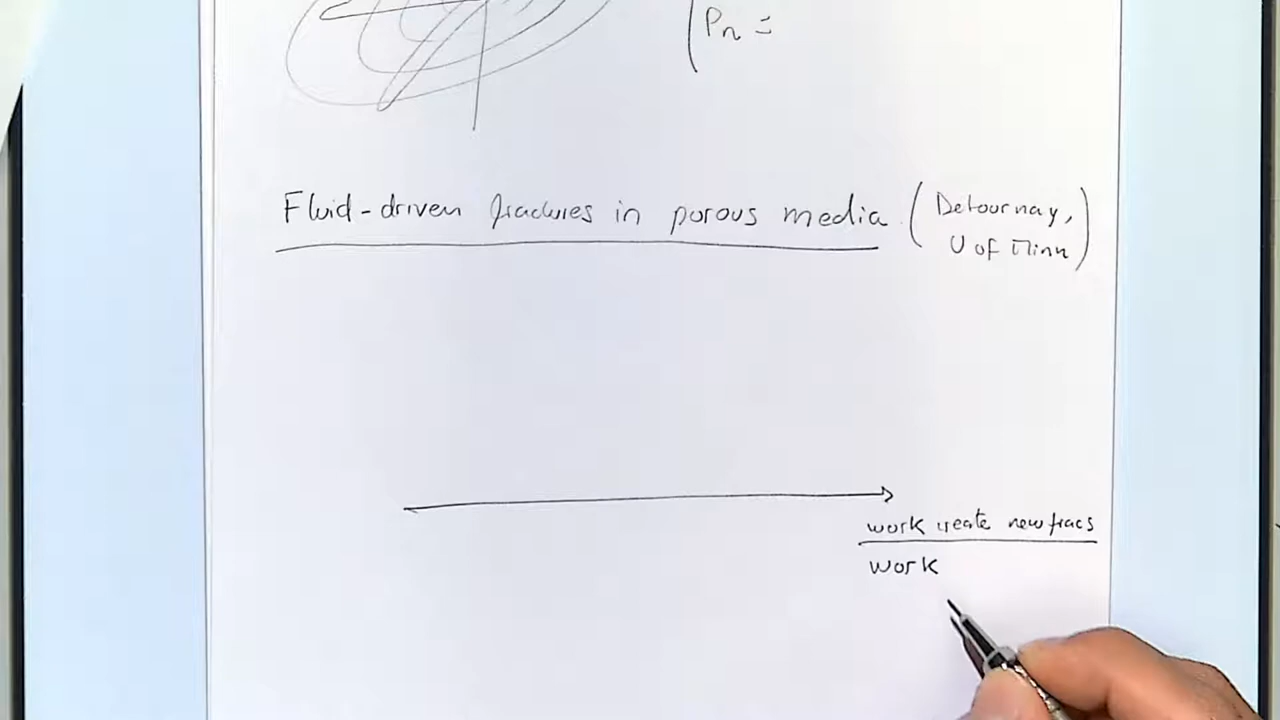 Pn =
Fluid-driven fractures in porous media (Detournay,
U of Minn)
work create new fracs
work